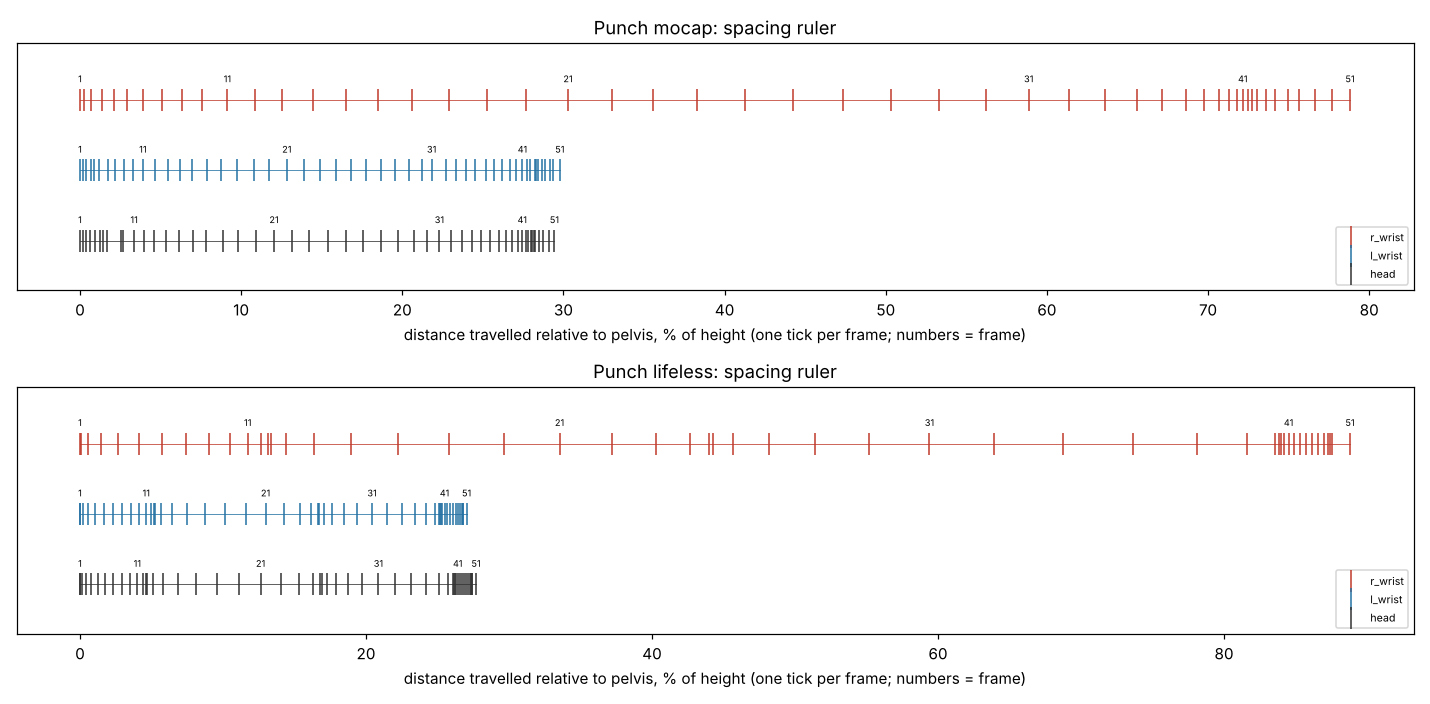 Punch mocap: spacing ruler
1 11 21 31 41 51
1 11 21 31 41 51
1 11 21 31 41 51
r_wrist
l_wrist
head
0 10 20 30 40 50 60 70 80
distance travelled relative to pelvis, % of height (one tick per frame; numbers = frame)
Punch lifeless: spacing ruler
1 11 21 31 41 51
1 11 21 31 41 51
1 11 21 31 41 51
r_wrist
l_wrist
head
0 20 40 60 80
distance travelled relative to pelvis, % of height (one tick per frame; numbers = frame)